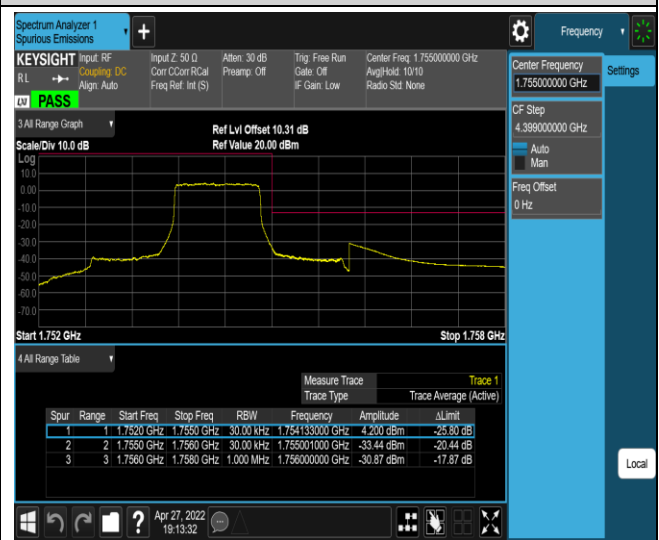 Spectrum Analyzer 1
Spurious Emissions
Frequency
KEYSIGHT Input: RF Input Z: 50 Ω Atten: 30 dB Trig: Free Run Center Freq: 1.755000000 GHz
RL Coupling: DC Corr CCorr RCal Preamp: Off Gate: Off Avg|Hold: 10/10
Align: Auto Freq Ref: Int (S) IF Gain: Low Radio Std: None
LXI PASS
Center Frequency
1.755000000 GHz
Settings
CF Step
4.399000000 GHz
Auto
Man
Freq Offset
0 Hz
3 All Range Graph
Ref Lvl Offset 10.31 dB
Scale/Div 10.0 dB Ref Value 20.00 dBm
Log
10.0
0.00
-10.0
-20.0
-30.0
-40.0
-50.0
-60.0
-70.0
Start 1.752 GHz Stop 1.758 GHz
4 All Range Table
Measure Trace Trace 1
Trace Type Trace Average (Active)
Spur Range Start Freq Stop Freq RBW Frequency Amplitude ΔLimit
1 1 1.7520 GHz 1.7550 GHz 30.00 kHz 1.754133000 GHz 4.200 dBm -25.80 dB
2 2 1.7550 GHz 1.7560 GHz 30.00 kHz 1.755001000 GHz -33.44 dBm -20.44 dB
3 3 1.7560 GHz 1.7580 GHz 1.000 MHz 1.756000000 GHz -30.87 dBm -17.87 dB
Local
Apr 27, 2022
19:13:32